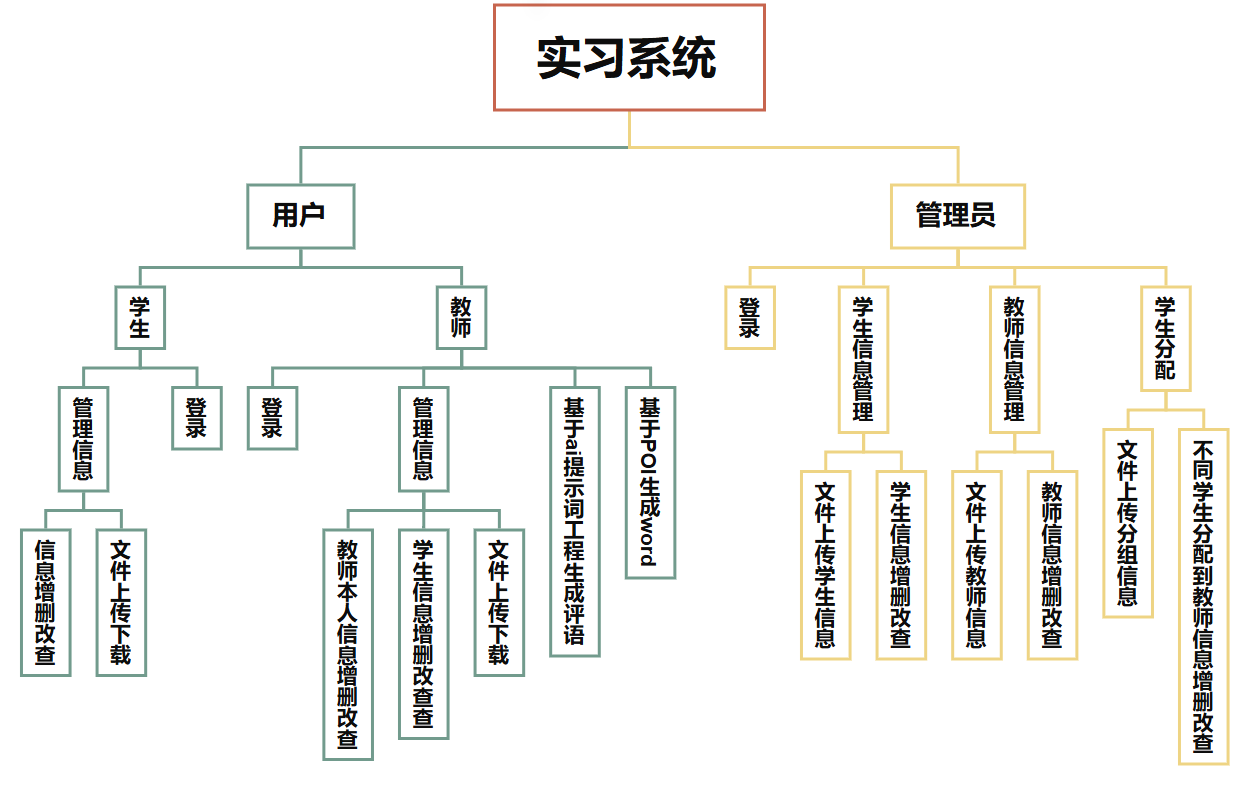 实习系统
用户
管理员
学生
教师
登录
学生信息管理
教师信息管理
学生分配
管理信息
登录
登录
管理信息
基于ai提示词工程生成评语
基于POI生成word
信息增删改查
文件上传下载
教师本人信息增删改查
学生信息增删改查查
文件上传下载
文件上传学生信息
学生信息增删改查
文件上传教师信息
教师信息增删改查
文件上传分组信息
不同学生分配到教师信息增删改查